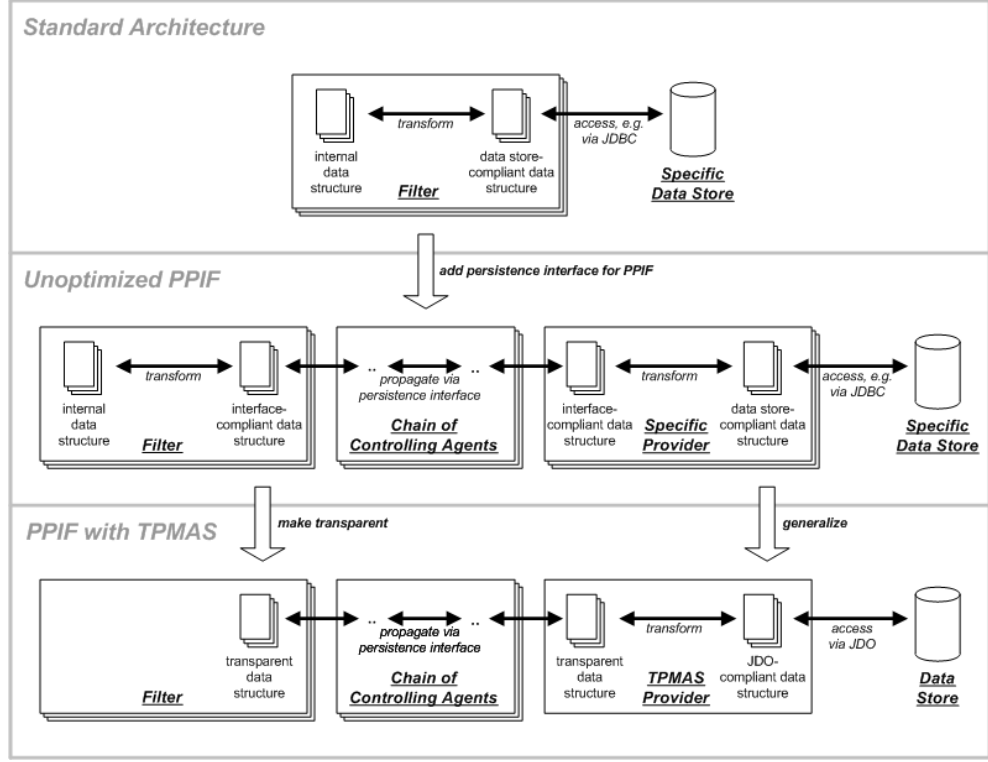 Standard Architecture
transform
access, e.g.
via JDBC
internal
data
structure
data store-
compliant data
structure
Filter
Specific
Data Store
add persistence interface for PPIF
Unoptimized PPIF
transform
..
..
propagate via
persistence interface
transform
access, e.g.
via JDBC
internal
data
structure
interface-
compliant data
structure
Filter
Chain of
Controlling Agents
interface-
compliant data
structure
data store-
compliant data
structure
Specific
Provider
Specific
Data Store
make transparent
generalize
PPIF with TPMAS
..
..
propagate via
persistence interface
transform
access
via JDO
transparent
data
structure
Filter
Chain of
Controlling Agents
transparent
data
structure
JDO-
compliant data
structure
TPMAS
Provider
Data
Store